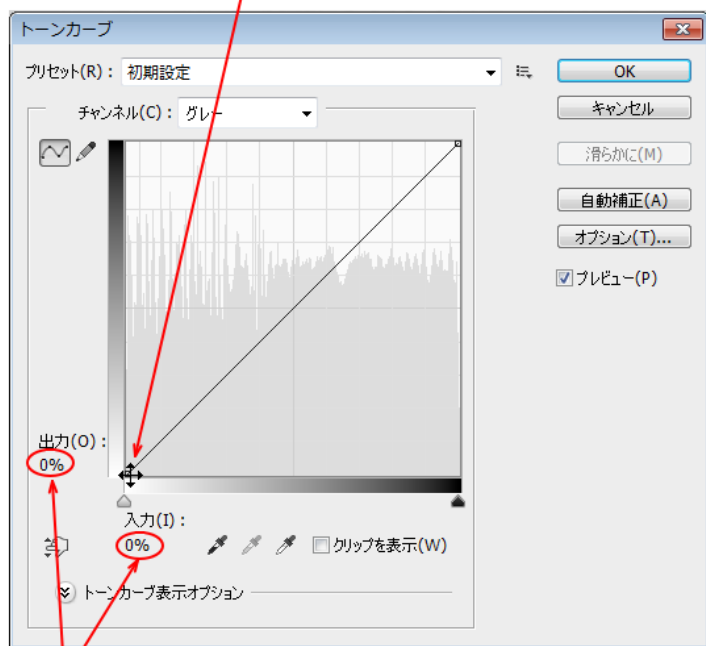 トーンカーブ
プリセット(R): 初期設定
OK
チャンネル(C): グレー
キャンセル
滑らかに(M)
自動補正(A)
オプション(T)...
プレビュー(P)
出力(O):
0%
入力(I):
0%
クリップを表示(W)
トーンカーブ表示オプション